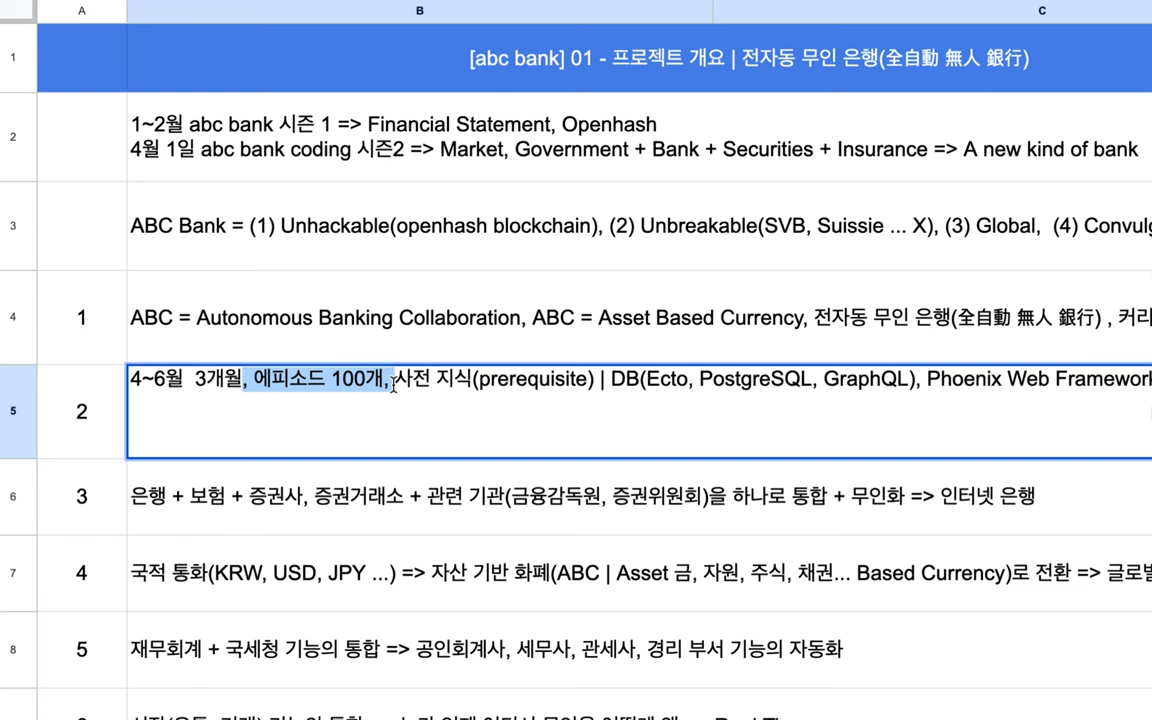 A B C
1 [abc bank] 01 - 프로젝트 개요 | 전자동 무인 은행(全自動 無人 銀行)
2 1~2월 abc bank 시즌 1 => Financial Statement, Openhash
4월 1일 abc bank coding 시즌2 => Market, Government + Bank + Securities + Insurance => A new kind of bank
3 ABC Bank = (1) Unhackable(openhash blockchain), (2) Unbreakable(SVB, Suissie ... X), (3) Global, (4)
4 1 ABC = Autonomous Banking Collaboration, ABC = Asset Based Currency, 전자동 무인 은행(全自動 無人 銀行) ,
5 2 4~6월 3개월, 에피소드 100개, 사전 지식(prerequisite) | DB(Ecto, PostgreSQL, GraphQL), Phoenix Web Framework
6 3 은행 + 보험 + 증권사, 증권거래소 + 관련 기관(금융감독원, 증권위원회)을 하나로 통합 + 무인화 => 인터넷 은행
7 4 국적 통화(KRW, USD, JPY ...) => 자산 기반 화폐(ABC | Asset 금, 자원, 주식, 채권... Based Currency)로 전환 =>
8 5 재무회계 + 국세청 기능의 통합 => 공인회계사, 세무사, 관세사, 경리 부서 기능의 자동화